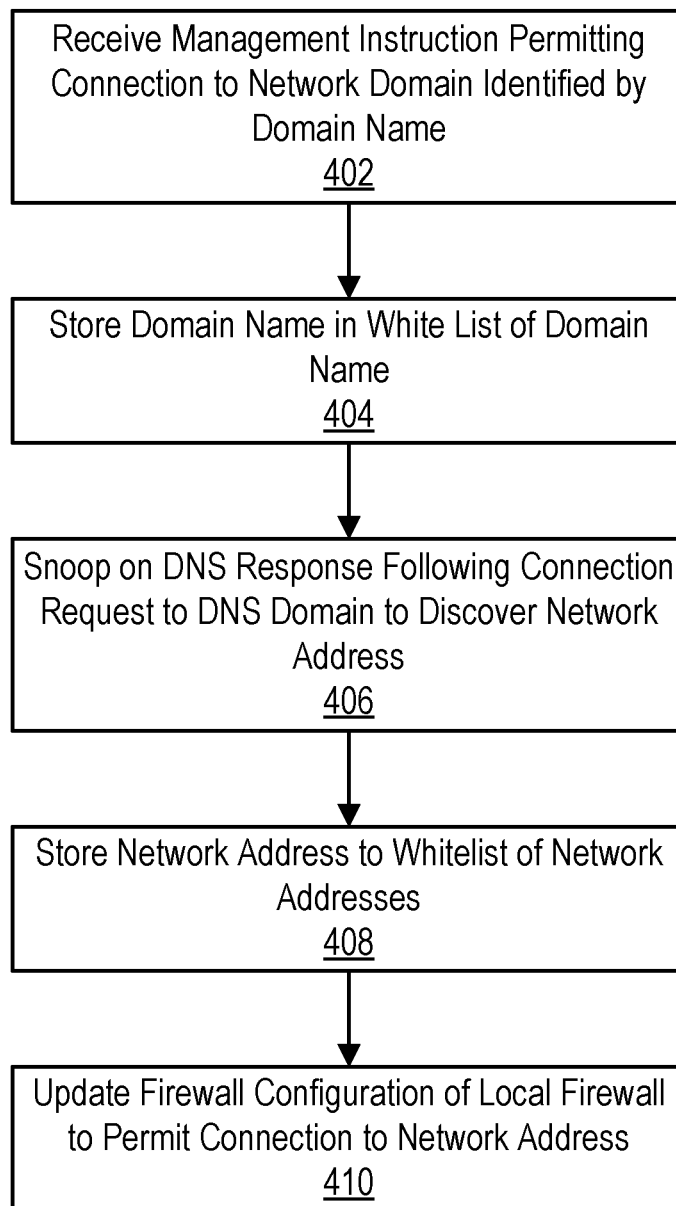 Receive Management Instruction Permitting
Connection to Network Domain Identified by
Domain Name
402
Store Domain Name in White List of Domain
Name
404
Snoop on DNS Response Following Connection
Request to DNS Domain to Discover Network
Address
406
Store Network Address to Whitelist of Network
Addresses
408
Update Firewall Configuration of Local Firewall
to Permit Connection to Network Address
410